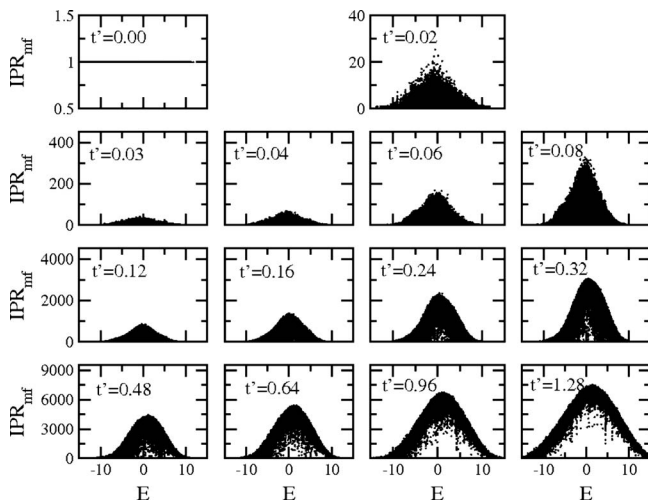 1.5
1
0.5
IPRmf
t'=0.00
40
20
0
IPRmf
t'=0.02
400
200
0
IPRmf
t'=0.03
t'=0.04
t'=0.06
t'=0.08
4000
2000
0
IPRmf
t'=0.12
t'=0.16
t'=0.24
t'=0.32
9000
6000
3000
0
IPRmf
t'=0.48
t'=0.64
t'=0.96
t'=1.28
-10 0 10
-10 0 10
-10 0 10
-10 0 10
E
E
E
E